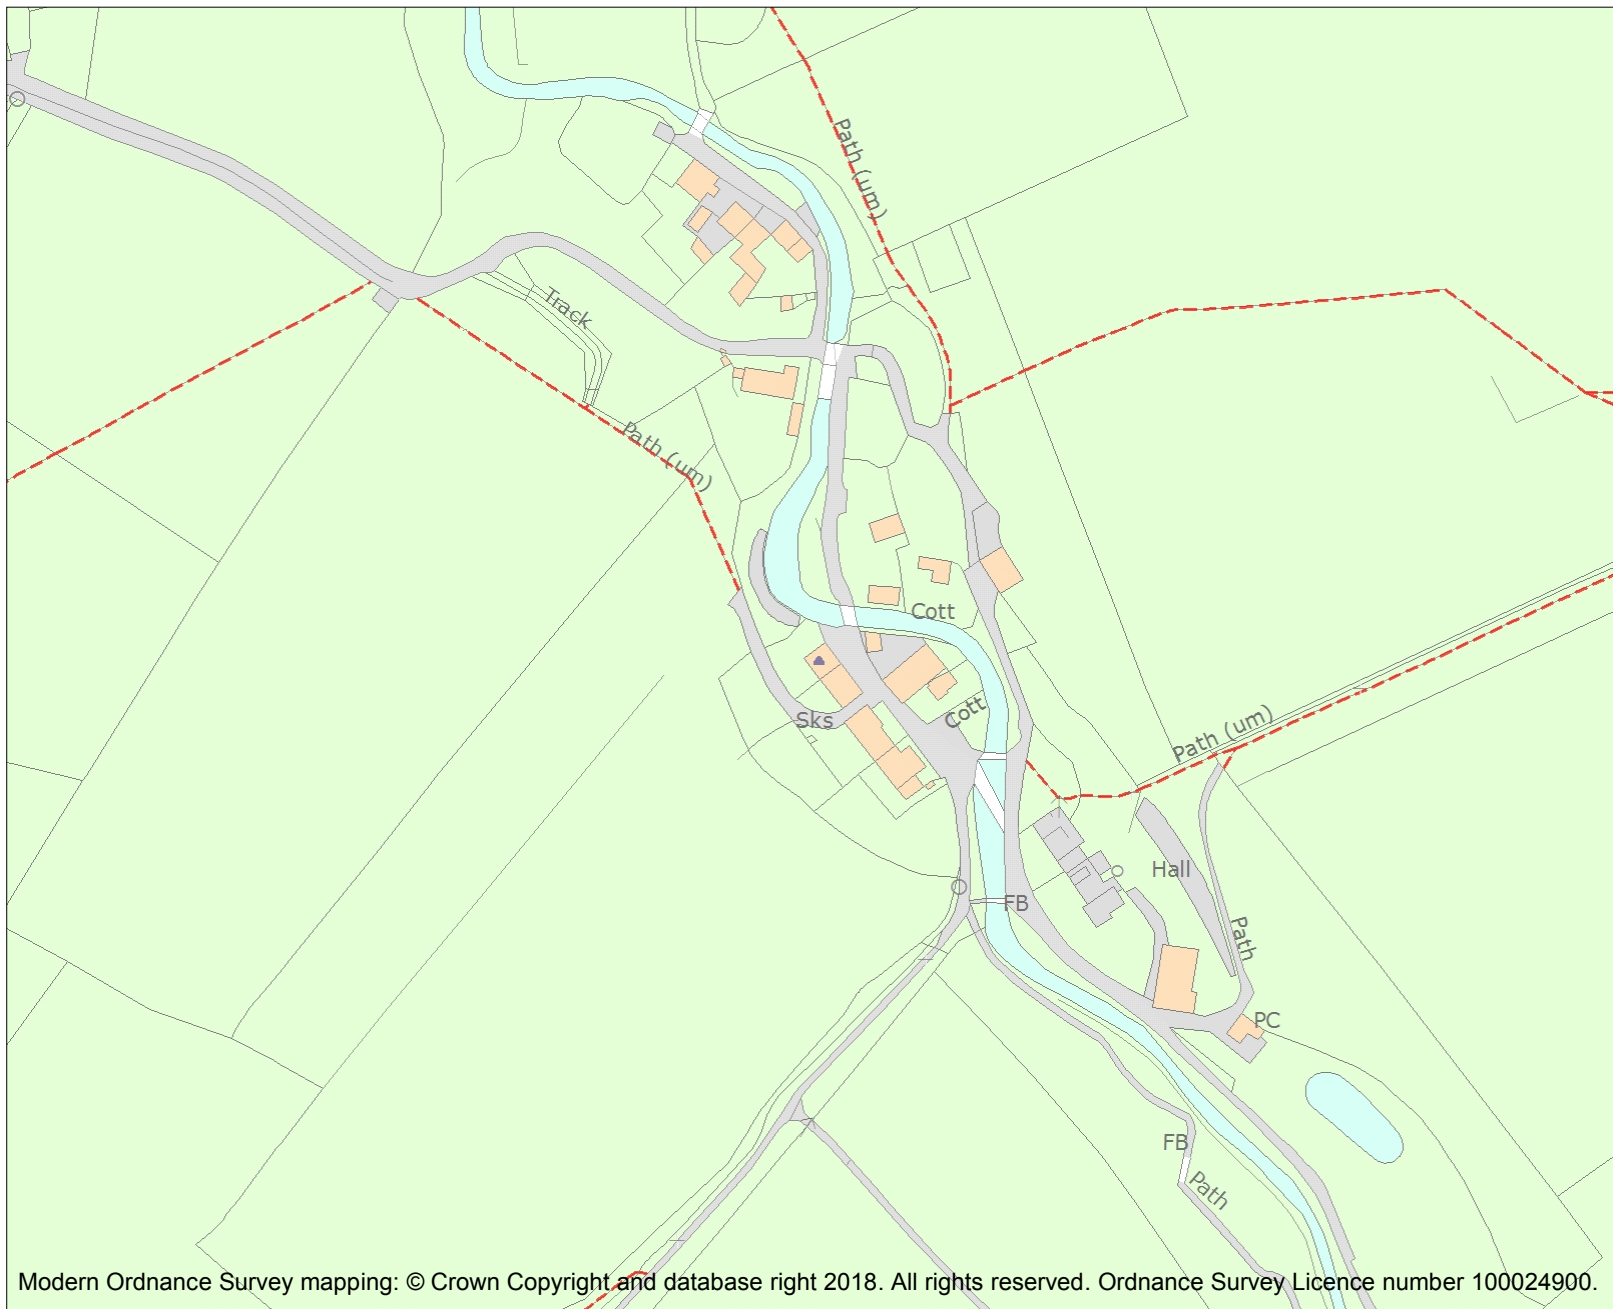 Path (um)
Track
Path (um)
Cott
Cott
Sks
Path (um)
Hall
FB
Path
PC
FB
Path
Modern Ordnance Survey mapping: © Crown Copyright and database right 2018. All rights reserved. Ordnance Survey Licence number 100024900.